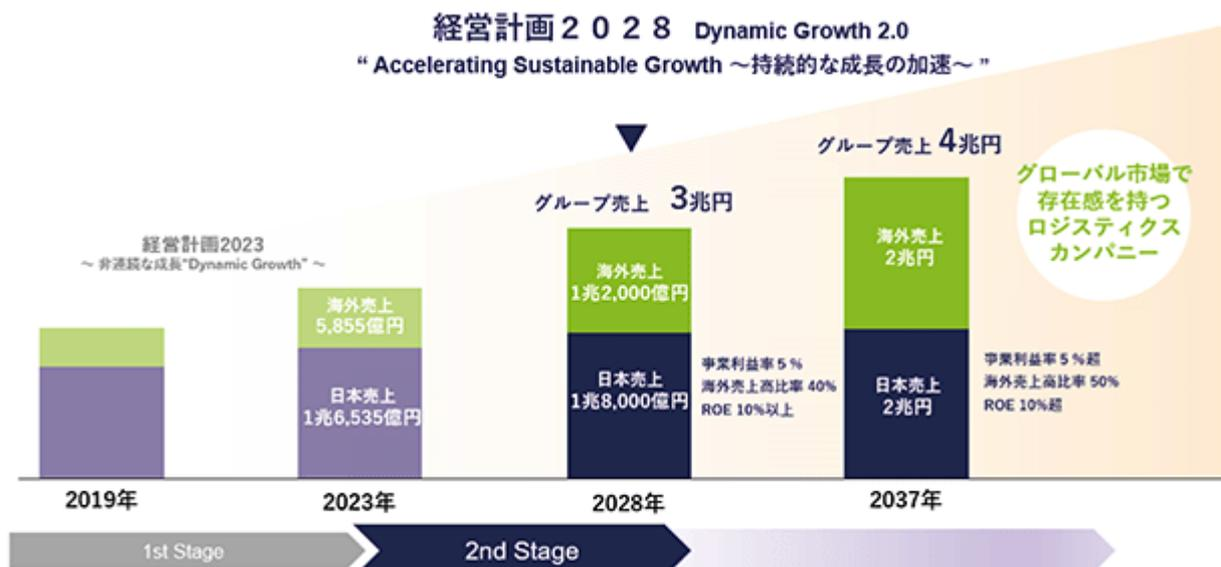 経営計画２０２８ Dynamic Growth 2.0
“ Accelerating Sustainable Growth ～持続的な成長の加速～ ”
グループ売上 4兆円
グループ売上 3兆円
グローバル市場で
存在感を持つ
ロジスティクス
カンパニー
経営計画2023
～ 非連続な成長“Dynamic Growth” ～
海外売上
5,855億円
日本売上
1兆6,535億円
海外売上
1兆2,000億円
日本売上
1兆8,000億円
事業利益率５％
海外売上高比率 40%
ROE 10%以上
海外売上
2兆円
日本売上
2兆円
事業利益率５％超
海外売上高比率 50%
ROE 10%超
2019年
2023年
2028年
2037年
1st Stage
2nd Stage